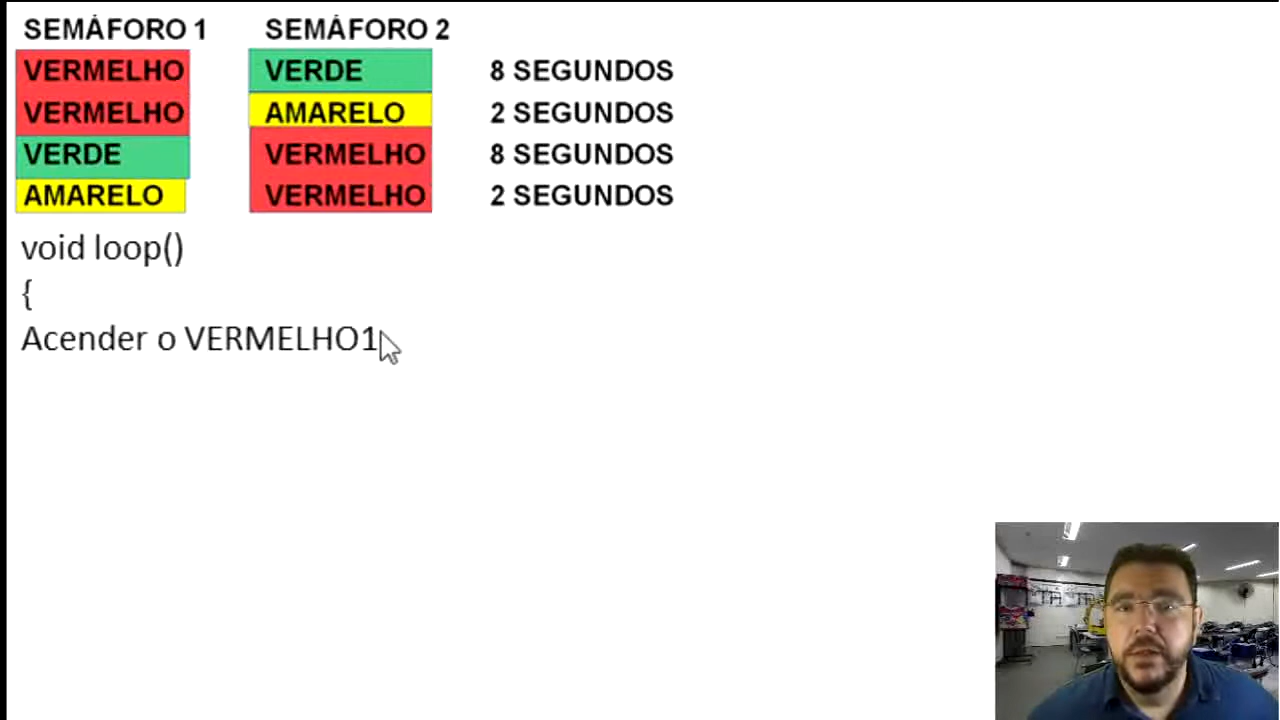 SEMÁFORO 1 SEMÁFORO 2
VERMELHO VERDE 8 SEGUNDOS
VERMELHO AMARELO 2 SEGUNDOS
VERDE VERMELHO 8 SEGUNDOS
AMARELO VERMELHO 2 SEGUNDOS
void loop()
{
Acender o VERMELHO1